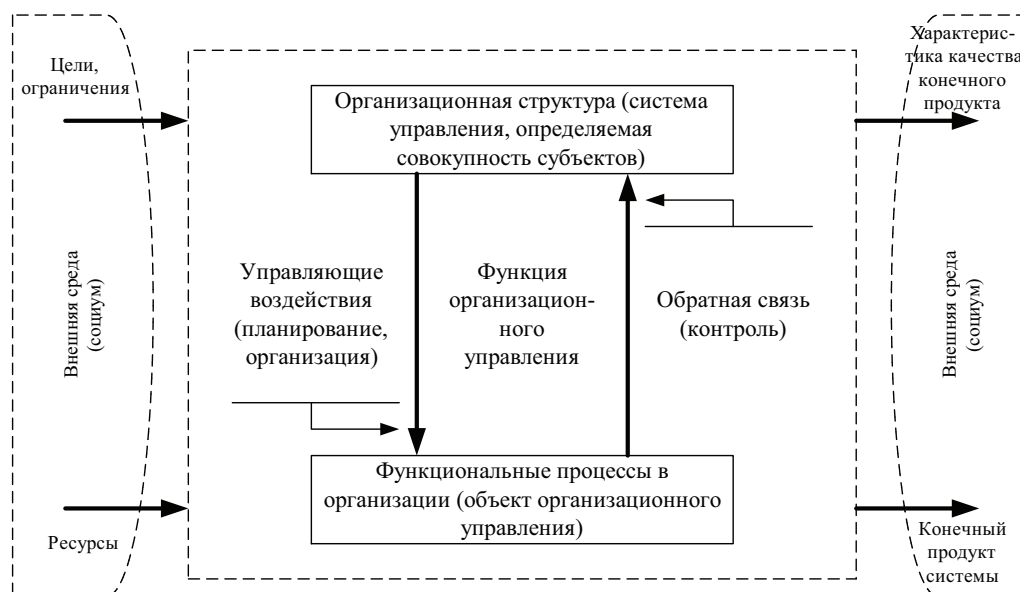 Цели,
ограничения
Внешняя среда
(социум)
Ресурсы
Организационная структура (система
управления, определяемая
совокупность субъектов)
Управляющие
воздействия
(планирование,
организация)
Функция
организацион-
ного
управления
Обратная связь
(контроль)
Функциональные процессы в
организации (объект организационного
управления)
Характерис-
тика качества
конечного
продукта
Внешняя среда
(социум)
Конечный
продукт
системы